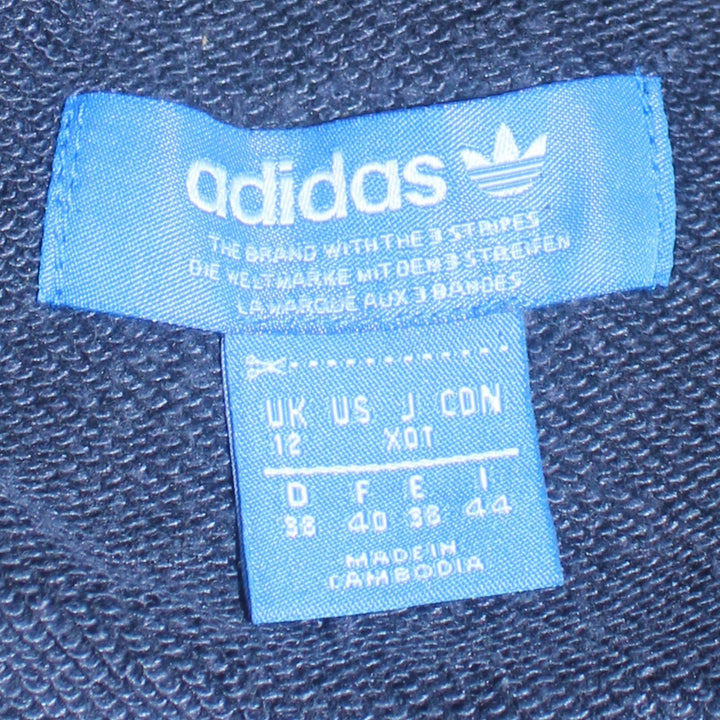 adidas
THE BRAND WITH THE 3 STRIPES
DIE WELTMARKE MIT DEN 3 STREIFEN
LA MARQUE AUX 3 BANDES
UK US J CDN
12 XOT
D F E I
38 40 38 44
MADE IN
CAMBODIA